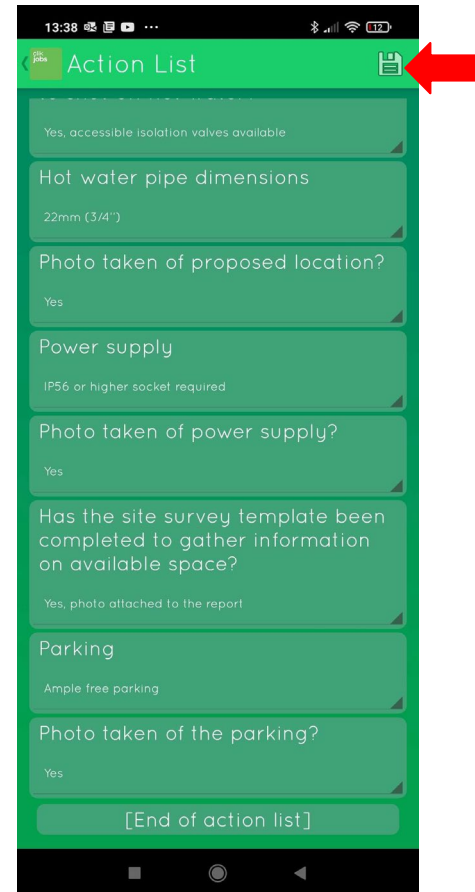 13:38
12
jobs
Action List
Yes, accessible isolation valves available
Hot water pipe dimensions
22mm (3/4")
Photo taken of proposed location?
Yes
Power supply
IP56 or higher socket required
Photo taken of power supply?
Yes
Has the site survey template been
completed to gather information
on available space?
Yes, photo attached to the report
Parking
Ample free parking
Photo taken of the parking?
Yes
[End of action list]